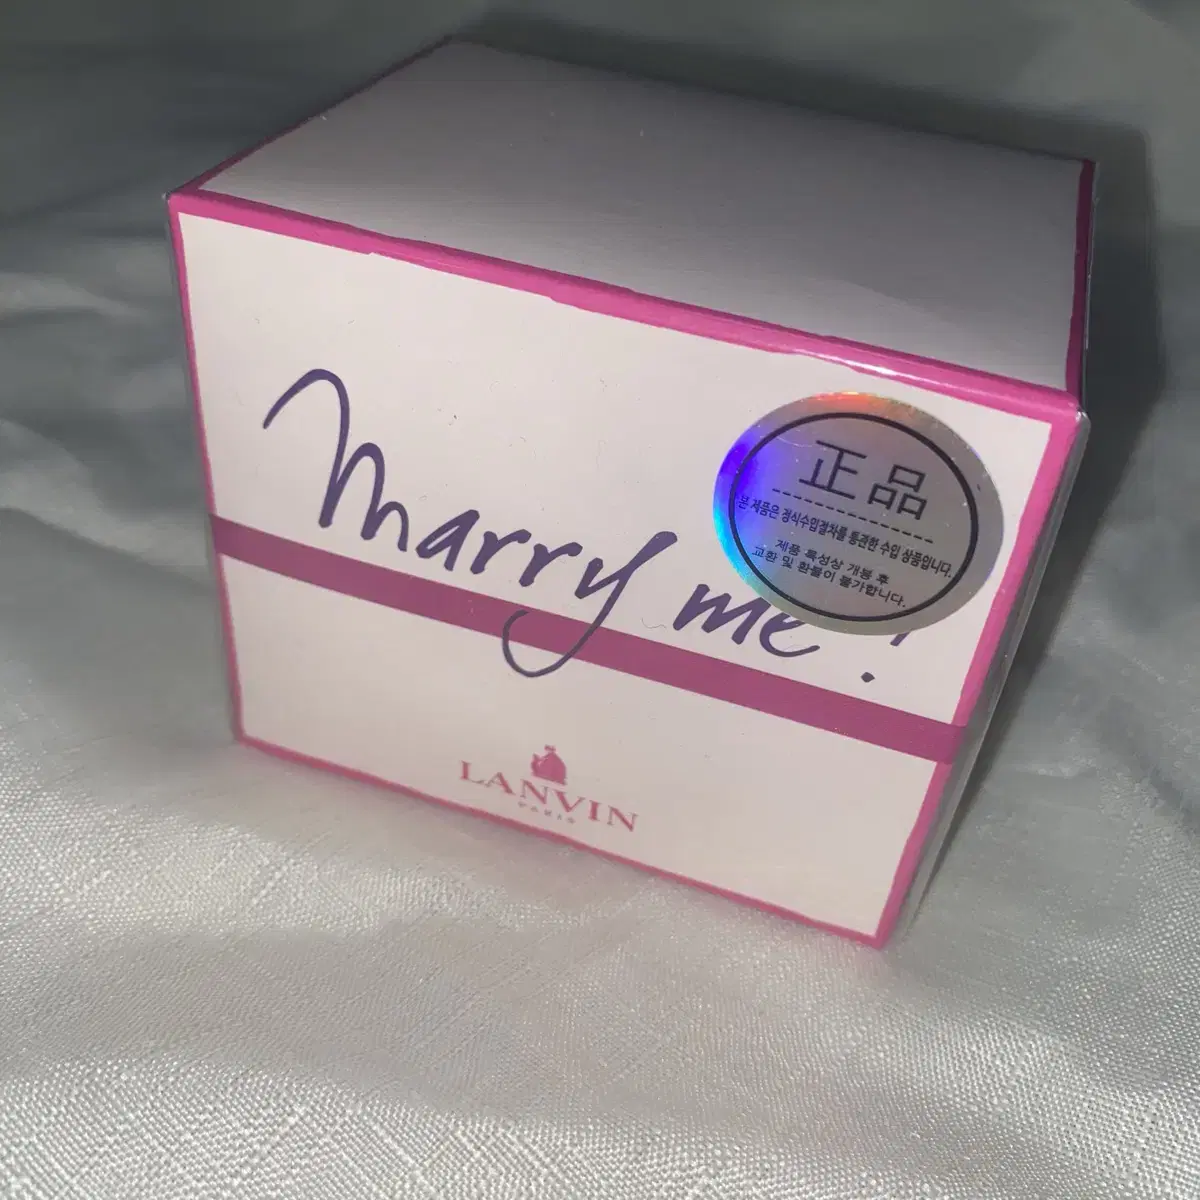 正品
본 제품은 정식수입절차를 통관한 수입 상품입니다.
제품 특성상 개봉 후
교환 및 환불이 불가합니다.
Marry me!
LANVIN
PARIS